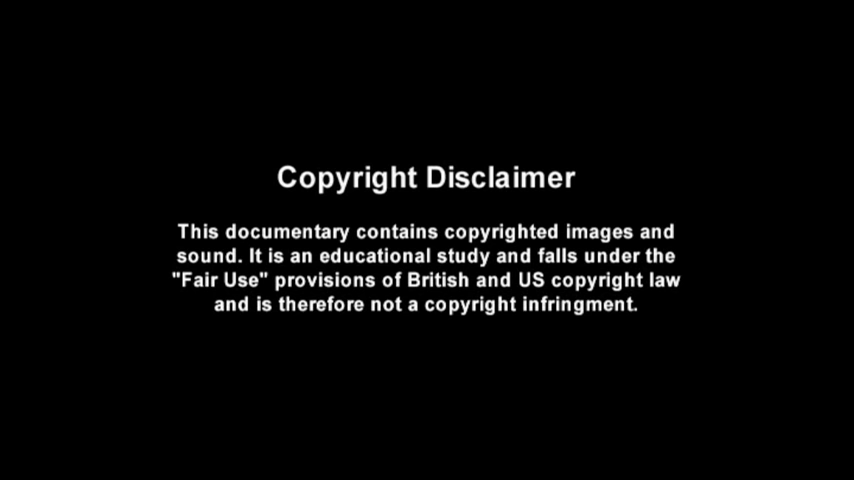 Copyright Disclaimer
This documentary contains copyrighted images and
sound. It is an educational study and falls under the
"Fair Use" provisions of British and US copyright law
and is therefore not a copyright infringment.